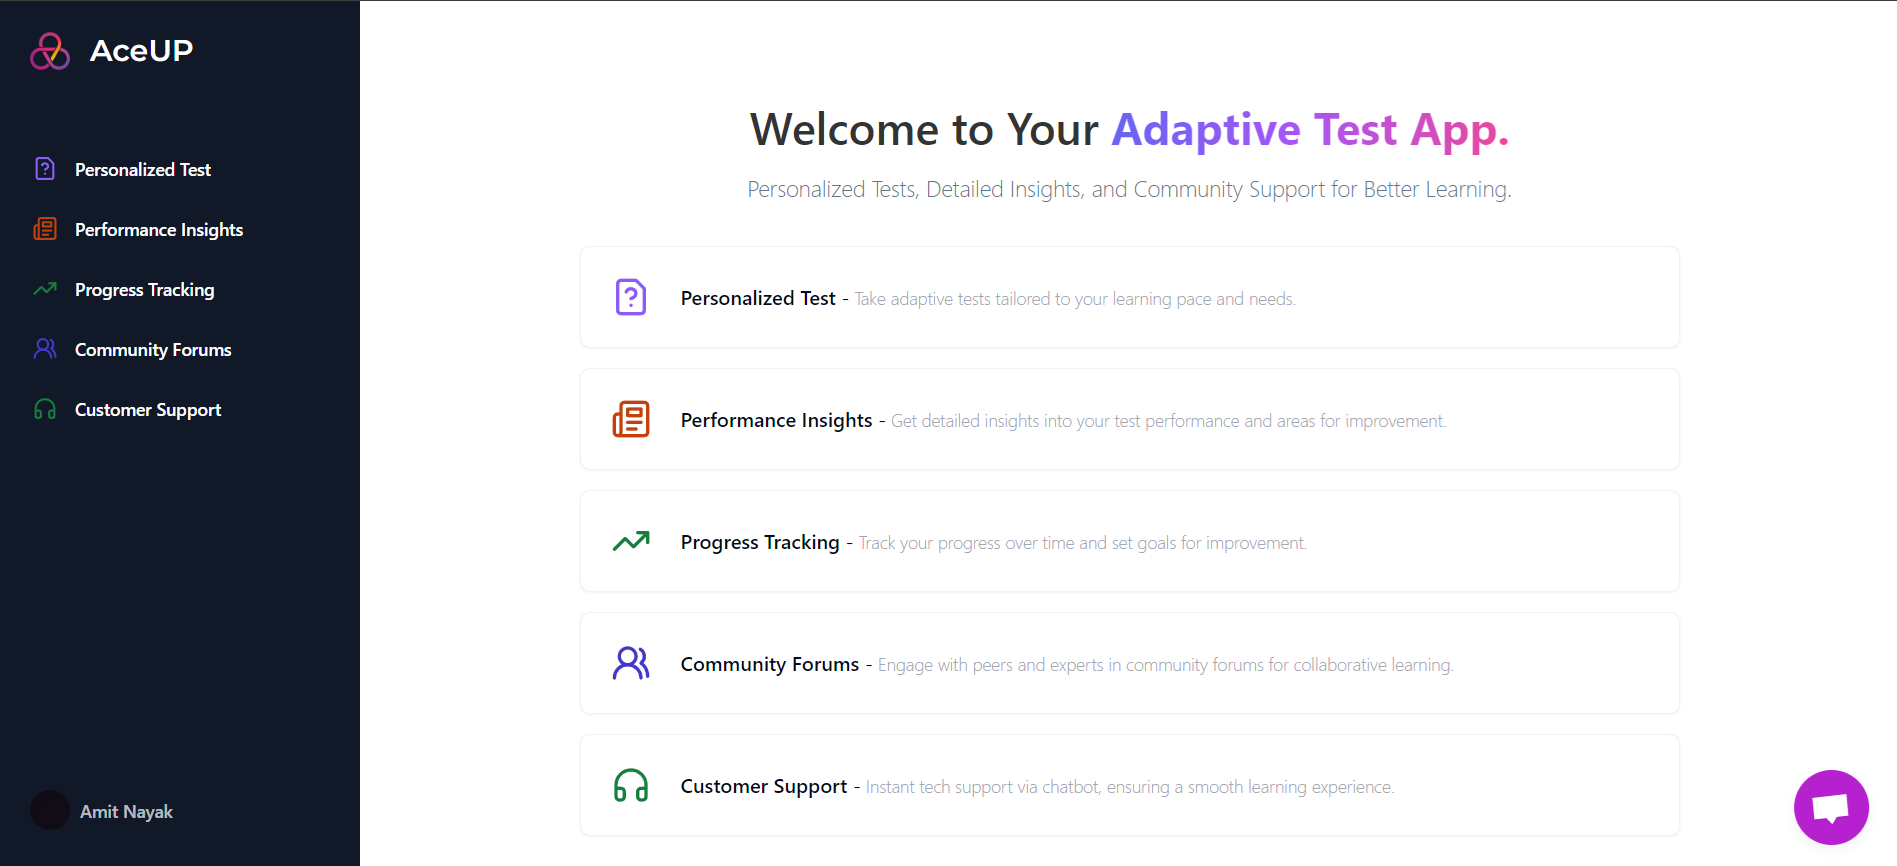 AceUP
Personalized Test
Performance Insights
Progress Tracking
Community Forums
Customer Support
Amit Nayak
Welcome to Your Adaptive Test App.
Personalized Tests, Detailed Insights, and Community Support for Better Learning.
Personalized Test - Take adaptive tests tailored to your learning pace and needs.
Performance Insights - Get detailed insights into your test performance and areas for improvement.
Progress Tracking - Track your progress over time and set goals for improvement.
Community Forums - Engage with peers and experts in community forums for collaborative learning.
Customer Support - Instant tech support via chatbot, ensuring a smooth learning experience.